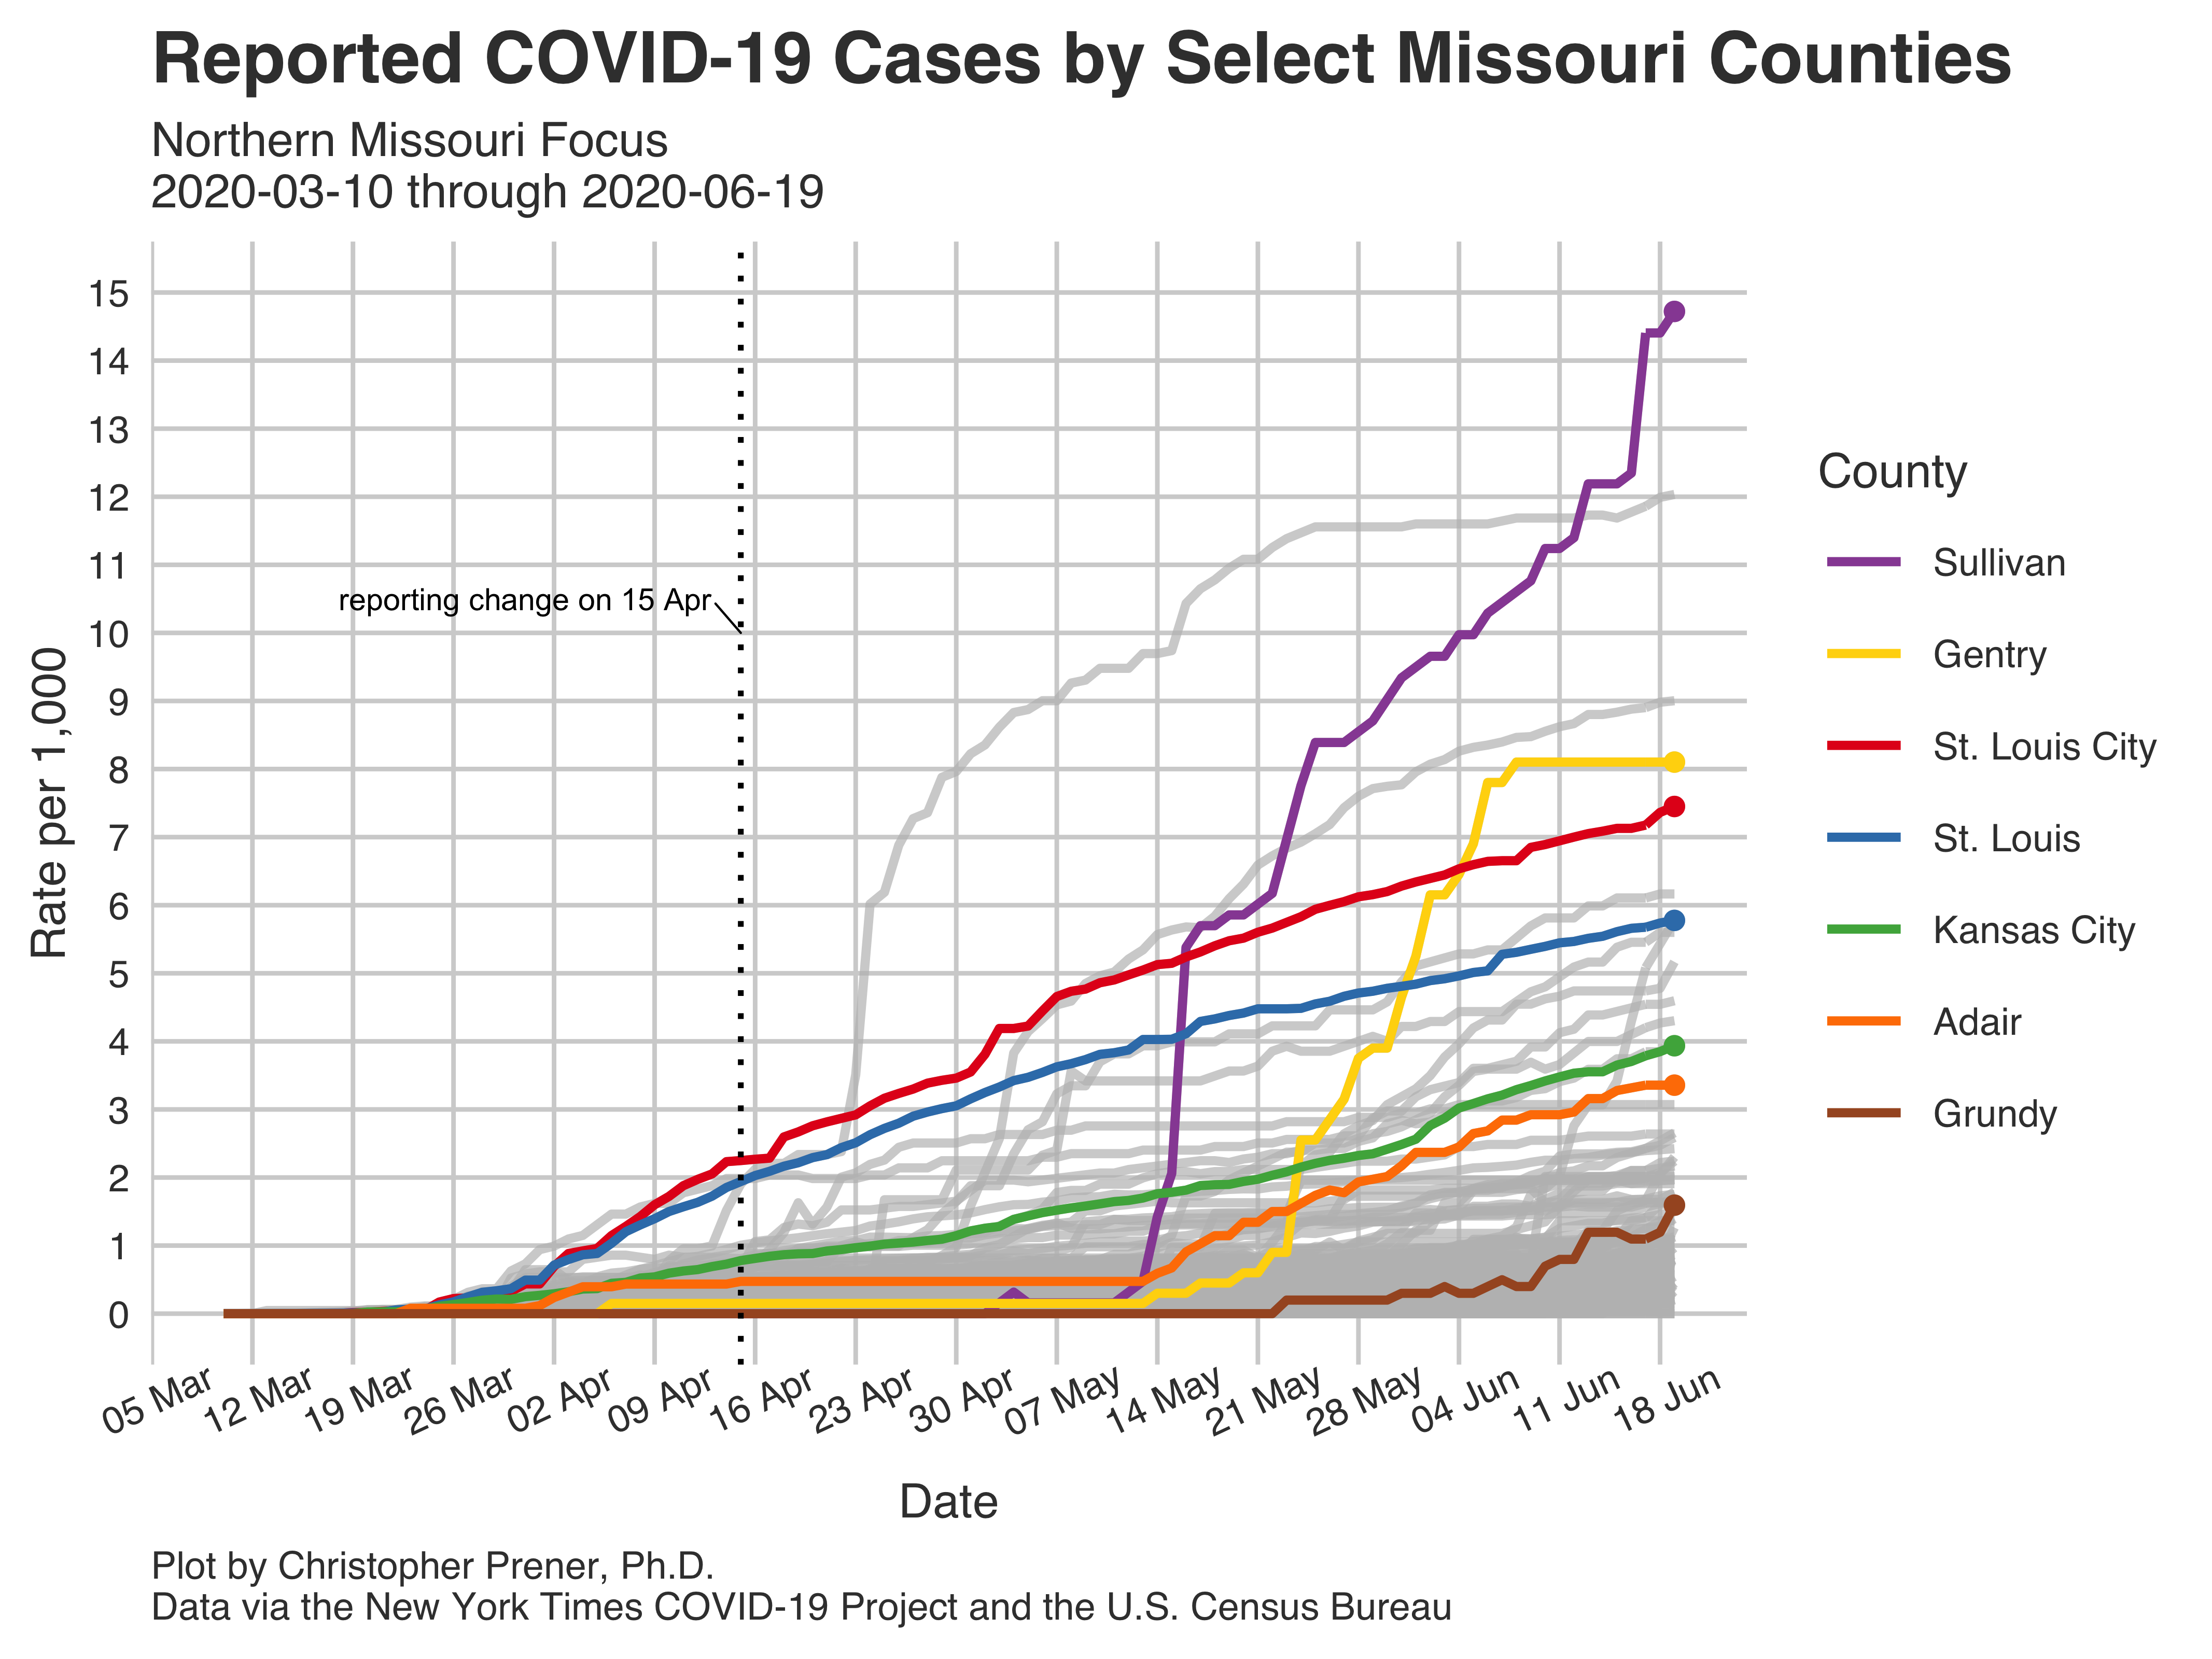 Reported COVID-19 Cases by Select Missouri Counties
Northern Missouri Focus
2020-03-10 through 2020-06-19
15
14
13
12
11
10
9
8
7
6
5
4
3
2
1
0
Rate per 1,000
reporting change on 15 Apr
05 Mar
12 Mar
19 Mar
26 Mar
02 Apr
09 Apr
16 Apr
23 Apr
30 Apr
07 May
14 May
21 May
28 May
04 Jun
11 Jun
18 Jun
Date
County
Sullivan
Gentry
St. Louis City
St. Louis
Kansas City
Adair
Grundy
Plot by Christopher Prener, Ph.D.
Data via the New York Times COVID-19 Project and the U.S. Census Bureau